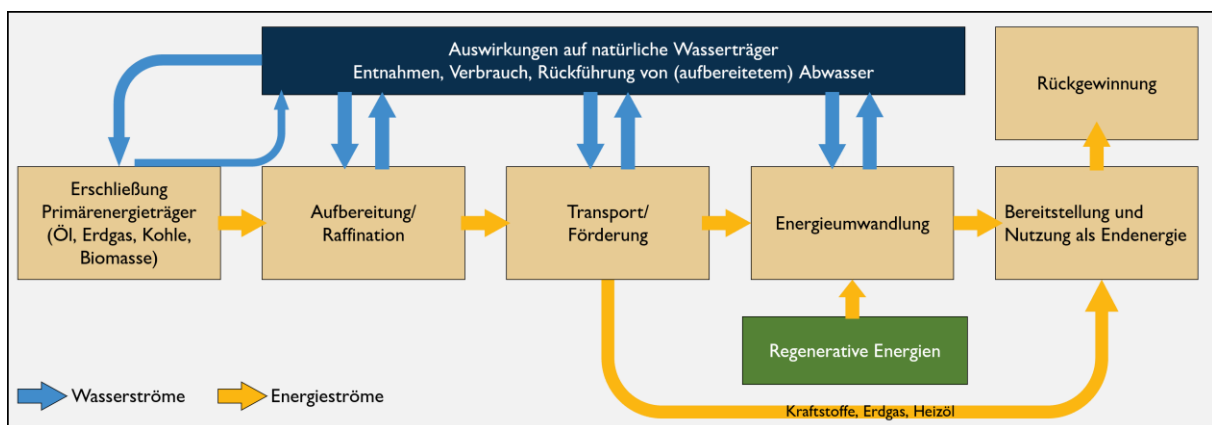 Auswirkungen auf natürliche Wasserträger
Entnahmen, Verbrauch, Rückführung von (aufbereitetem) Abwasser
Rückgewinnung
Erschließung
Primärenergieträger
(Öl, Erdgas, Kohle,
Biomasse)
Aufbereitung/
Raffination
Transport/
Förderung
Energieumwandlung
Bereitstellung und
Nutzung als Endenergie
Regenerative Energien
Wasserströme
Energieströme
Kraftstoffe, Erdgas, Heizöl